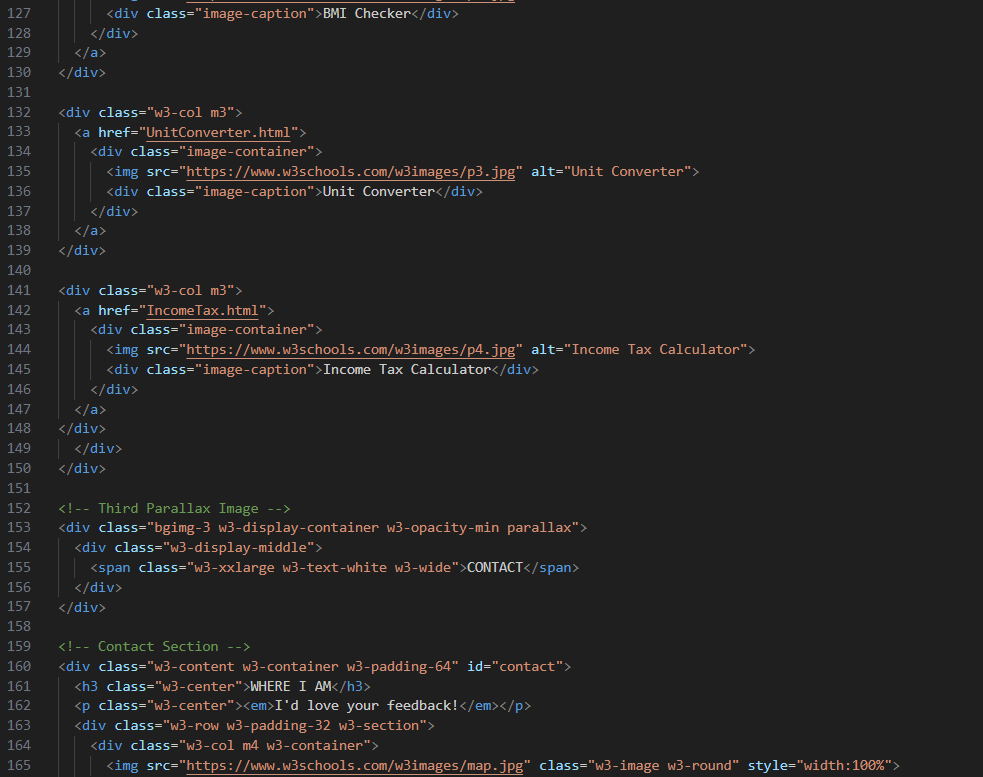 127 <div class="image-caption">BMI Checker</div>
128 </div>
129 </a>
130 </div>
131
132 <div class="w3-col m3">
133 <a href="UnitConverter.html">
134 <div class="image-container">
135 <img src="https://www.w3schools.com/w3images/p3.jpg" alt="Unit Converter">
136 <div class="image-caption">Unit Converter</div>
137 </div>
138 </a>
139 </div>
140
141 <div class="w3-col m3">
142 <a href="IncomeTax.html">
143 <div class="image-container">
144 <img src="https://www.w3schools.com/w3images/p4.jpg" alt="Income Tax Calculator">
145 <div class="image-caption">Income Tax Calculator</div>
146 </div>
147 </a>
148 </div>
149 </div>
150 </div>
151
152 <!-- Third Parallax Image -->
153 <div class="bgimg-3 w3-display-container w3-opacity-min parallax">
154 <div class="w3-display-middle">
155 <span class="w3-xxlarge w3-text-white w3-wide">CONTACT</span>
156 </div>
157 </div>
158
159 <!-- Contact Section -->
160 <div class="w3-content w3-container w3-padding-64" id="contact">
161 <h3 class="w3-center">WHERE I AM</h3>
162 <p class="w3-center"><em>I'd love your feedback!</em></p>
163 <div class="w3-row w3-padding-32 w3-section">
164 <div class="w3-col m4 w3-container">
165 <img src="https://www.w3schools.com/w3images/map.jpg" class="w3-image w3-round" style="width:100%">